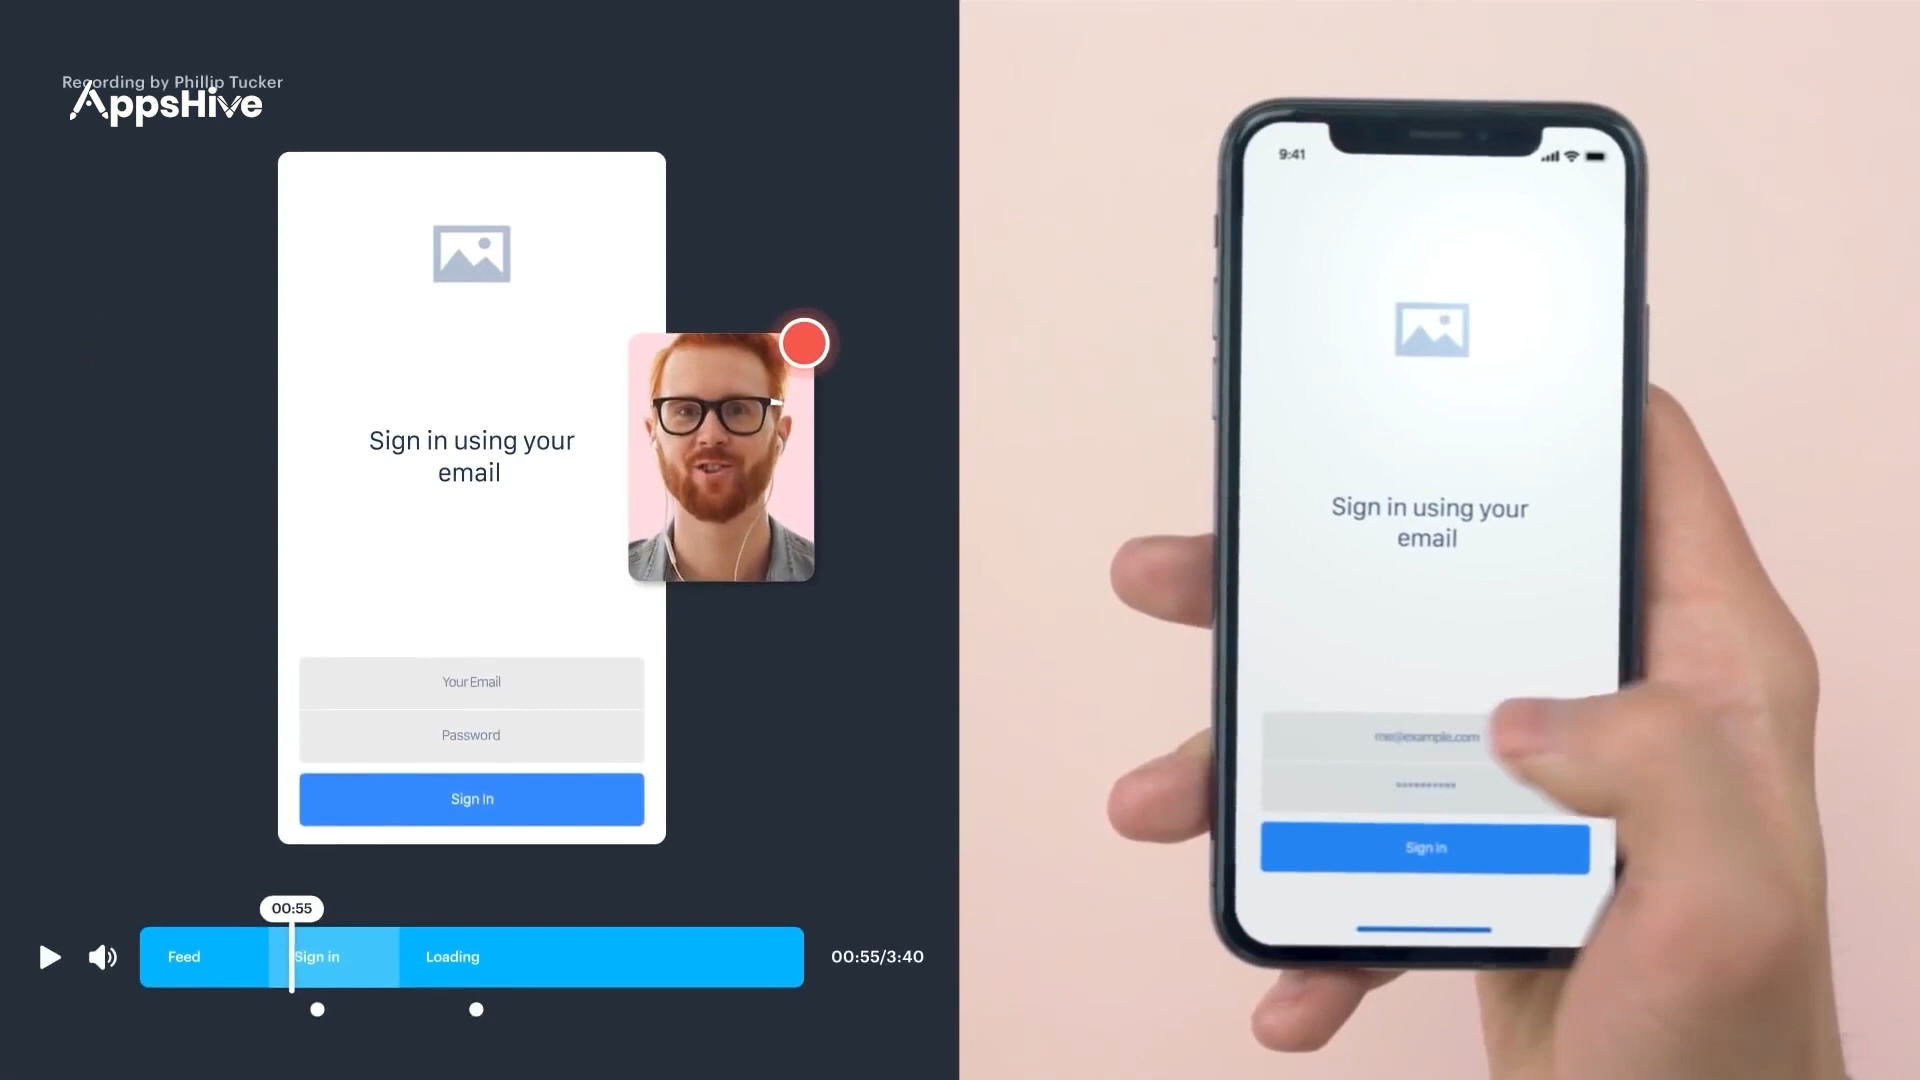 Recording by Phillip Tucker
AppsHive
Sign in using your
email
Your Email
Password
Sign In
00:55
Feed
Sign in
Loading
00:55/3:40
9:41
Sign in using your
email
me@example.com
Sign In